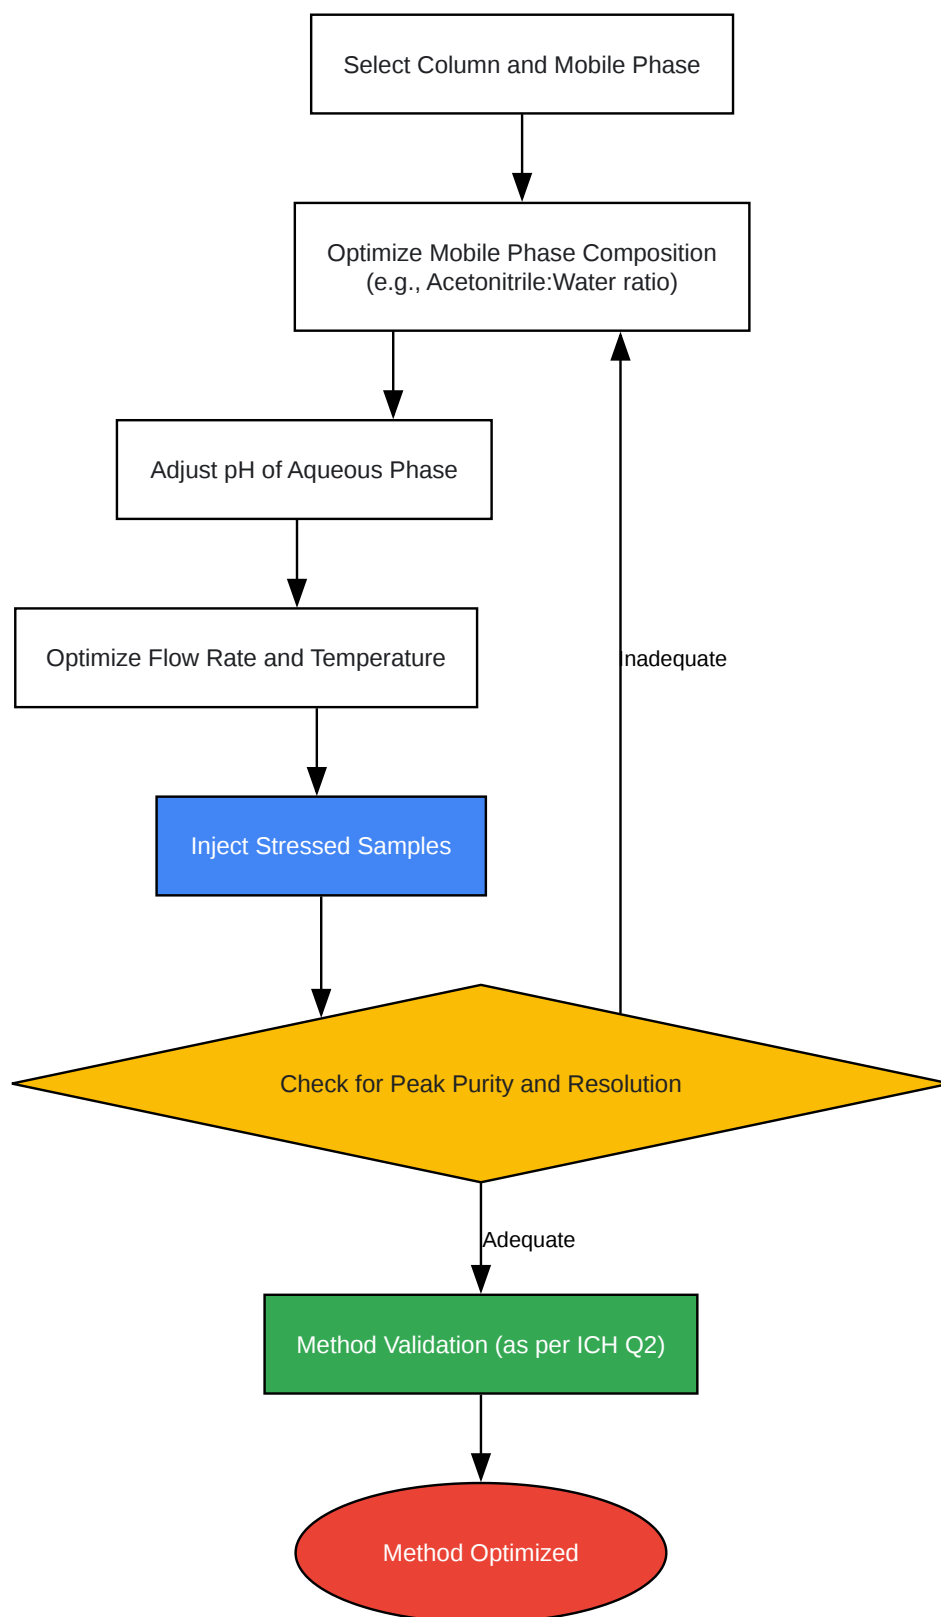 Select Column and Mobile Phase
Optimize Mobile Phase Composition
(e.g., Acetonitrile:Water ratio)
Adjust pH of Aqueous Phase
Optimize Flow Rate and Temperature
Inadequate
Inject Stressed Samples
Check for Peak Purity and Resolution
Adequate
Method Validation (as per ICH Q2)
Method Optimized